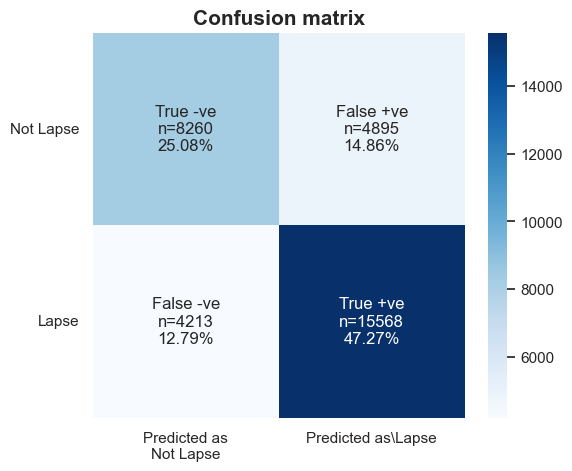 Confusion matrix
Not Lapse
True -ve
n=8260
25.08%
False +ve
n=4895
14.86%
Lapse
False -ve
n=4213
12.79%
True +ve
n=15568
47.27%
Predicted as
Not Lapse
Predicted as\Lapse
14000
12000
10000
8000
6000